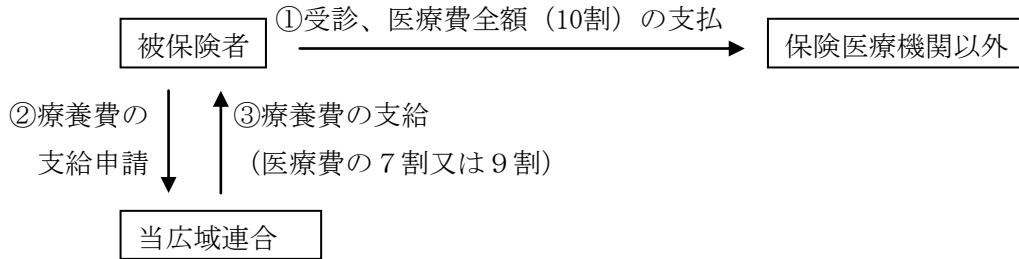 ①受診、医療費全額（10割）の支払
被保険者
保険医療機関以外
②療養費の
支給申請
③療養費の支給
（医療費の７割又は９割）
当広域連合